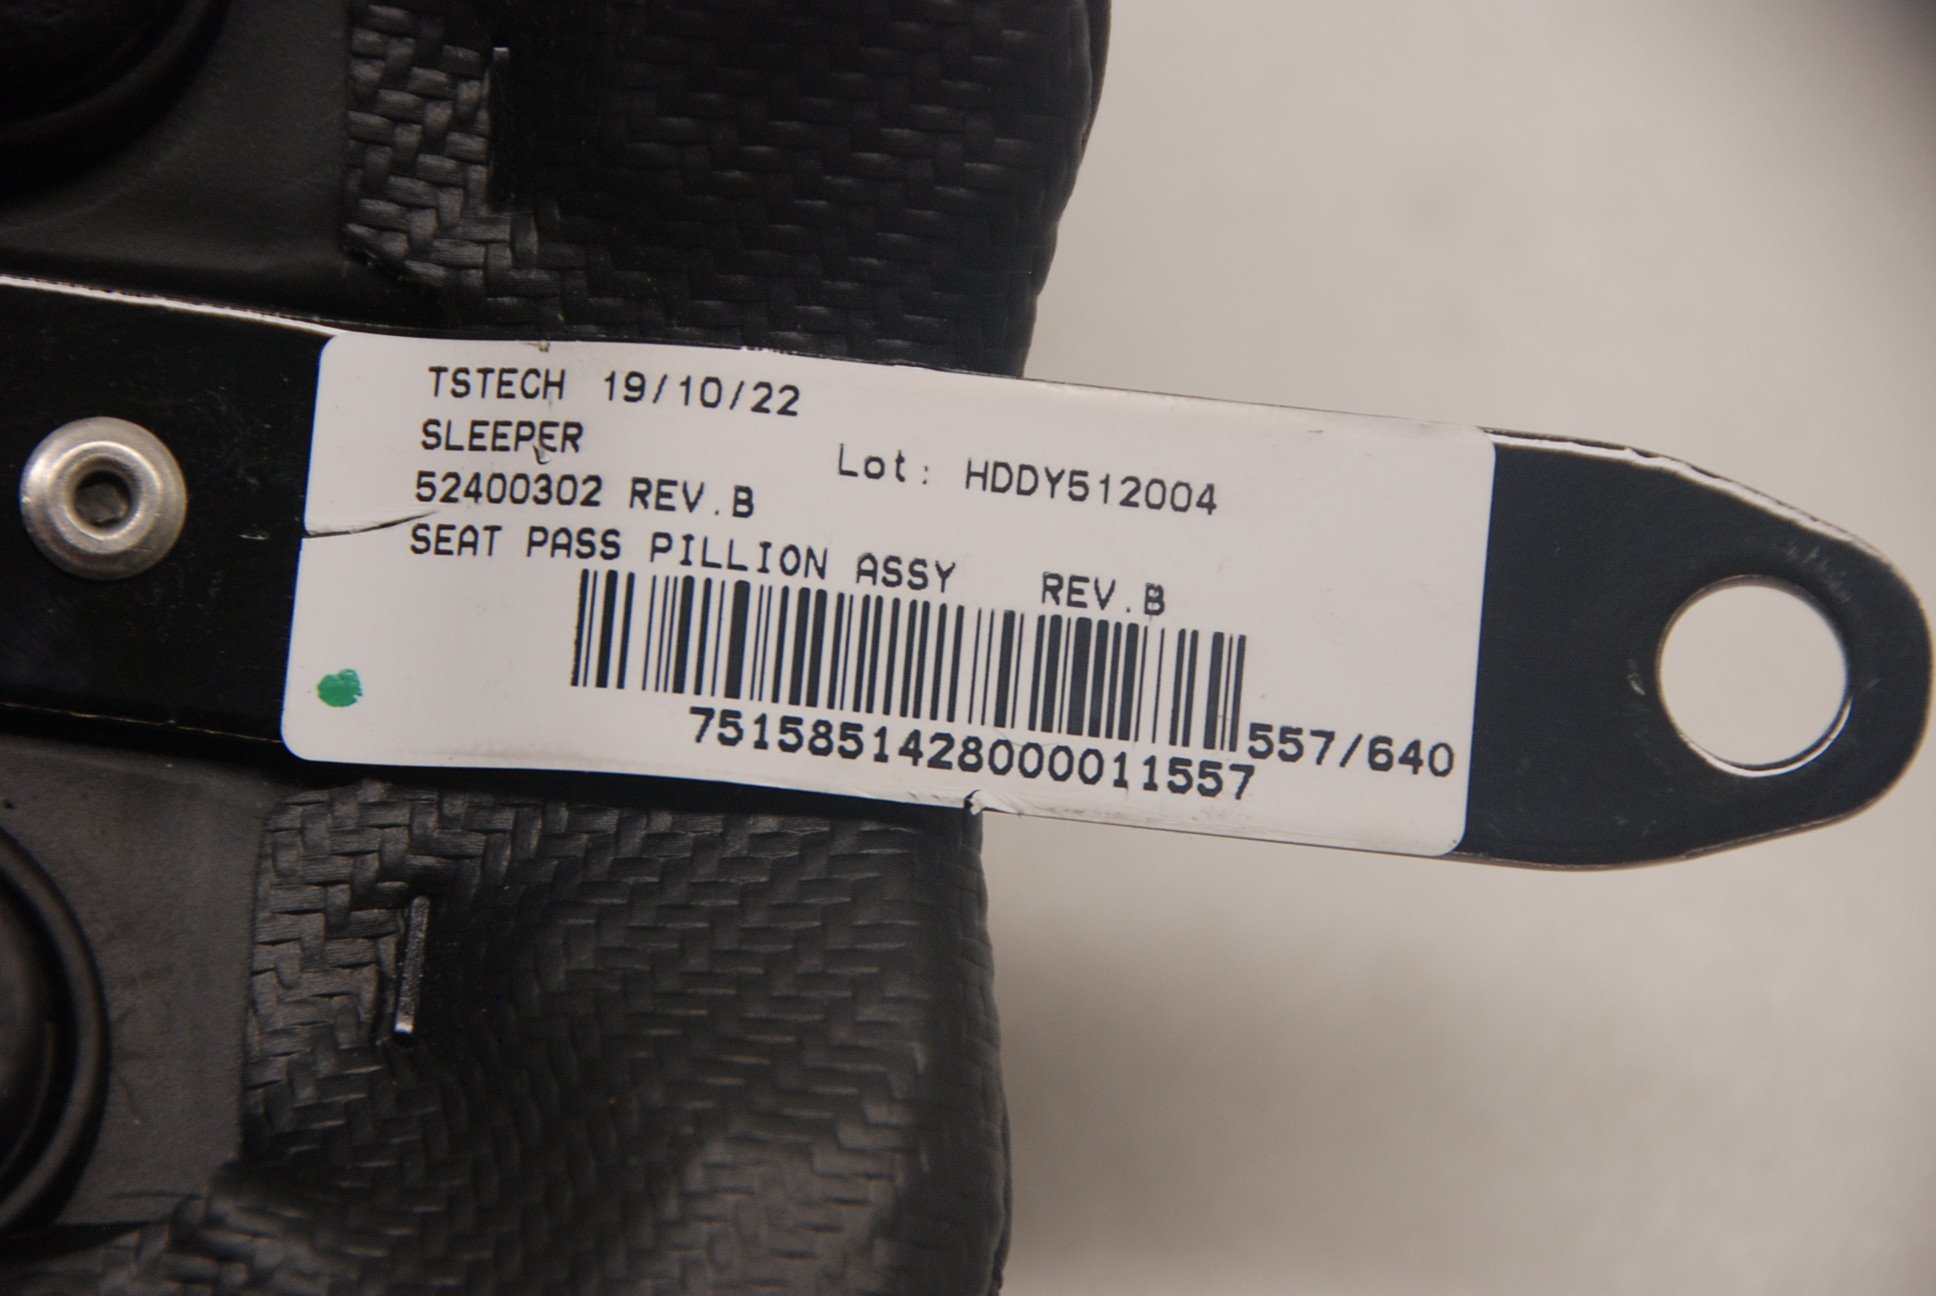 TSTECH 19/10/22
SLEEPER
Lot: HDDY512004
52400302 REV.B
SEAT PASS PILLION ASSY REV.B
557/640
7515851428000011557